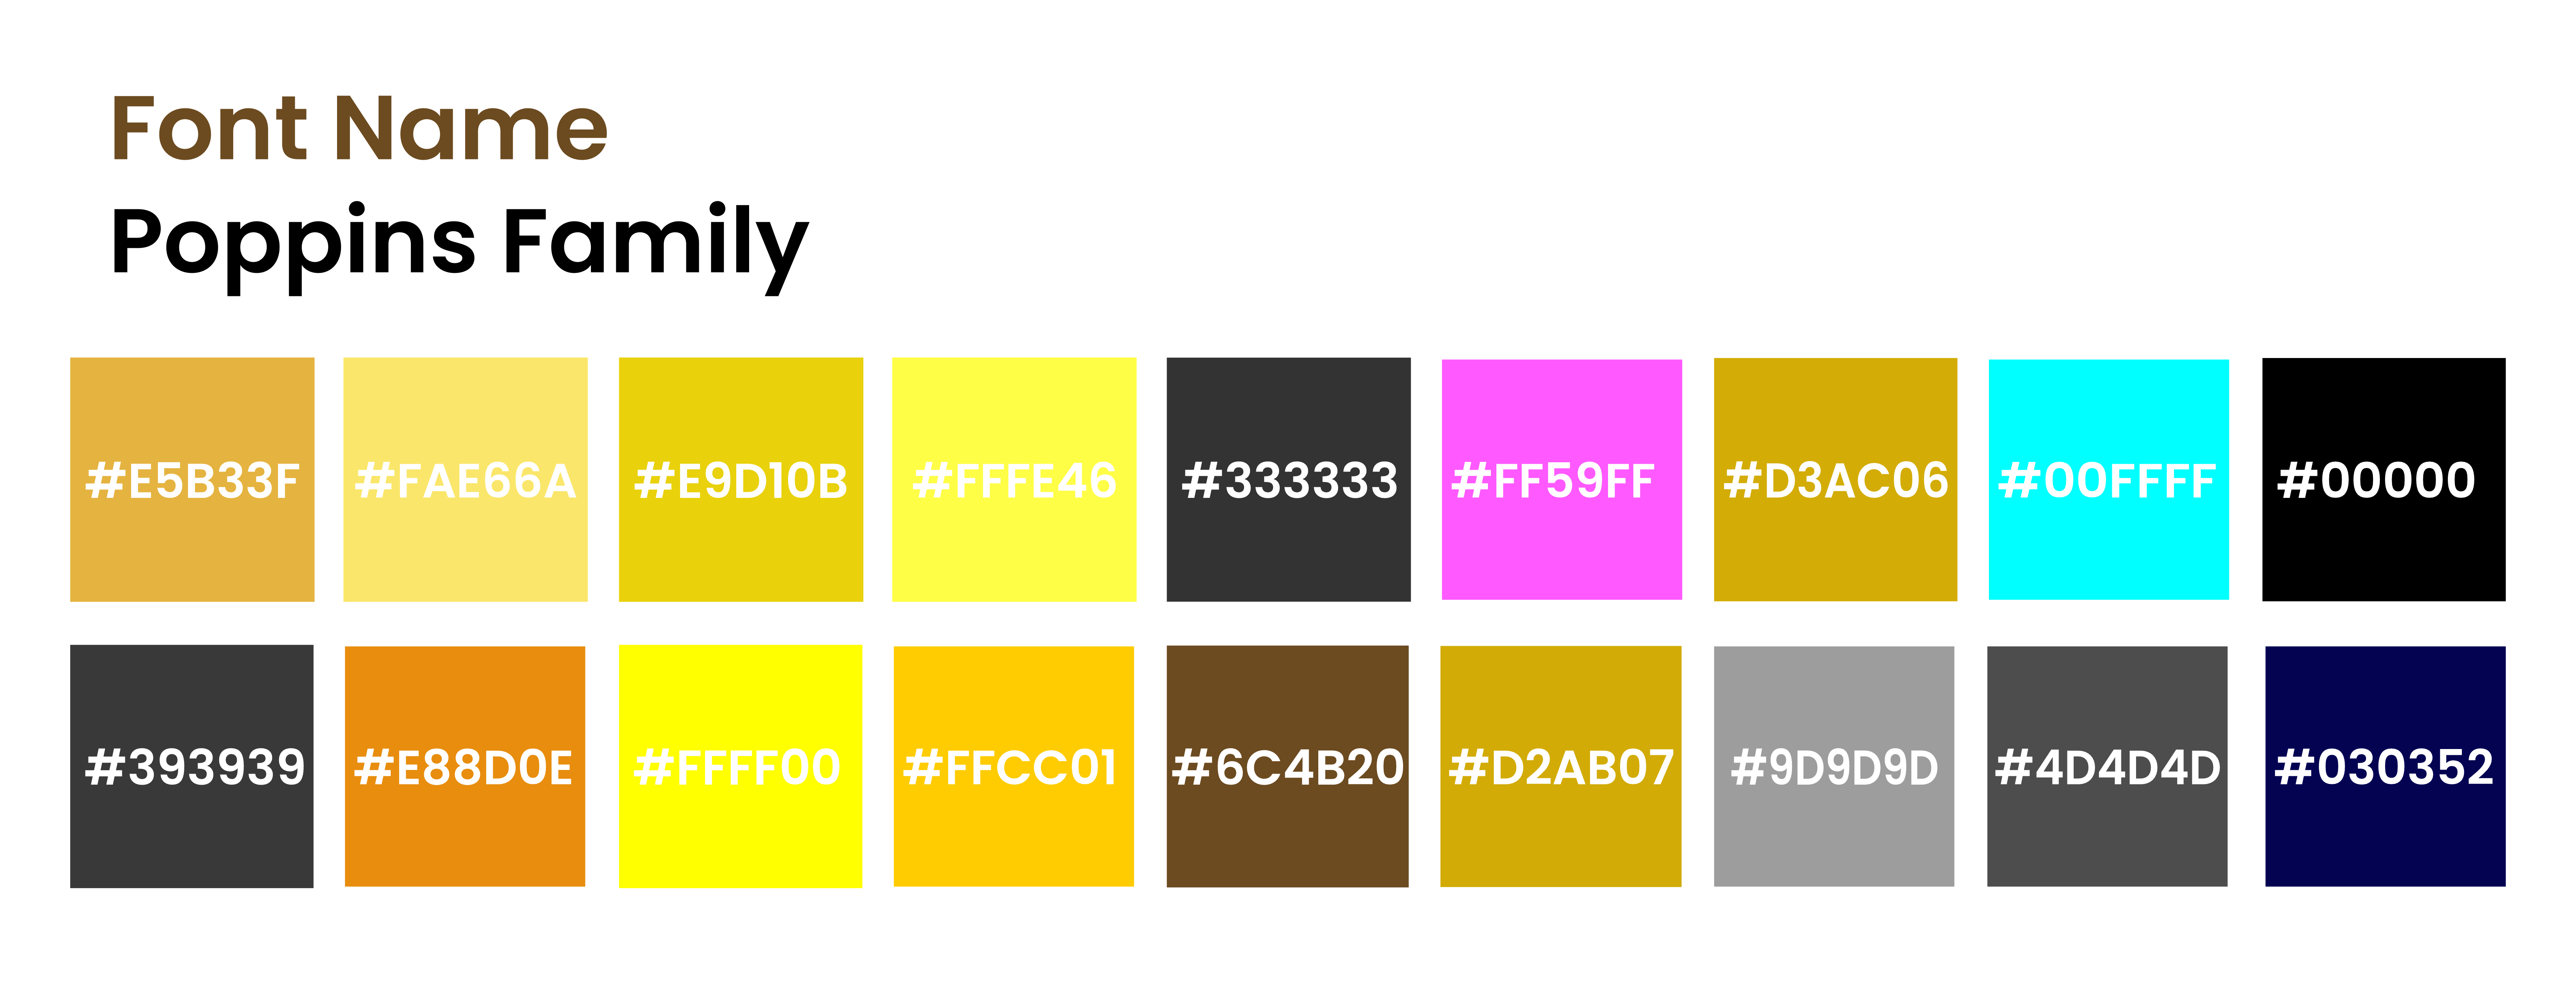 Font Name
Poppins Family
#E5B33F #FAE66A #E9D10B #FFFE46 #333333 #FF59FF #D3AC06 #00FFFF #00000
#393939 #E88D0E #FFFF00 #FFCC01 #6C4B20 #D2AB07 #9D9D9D #4D4D4D #030352